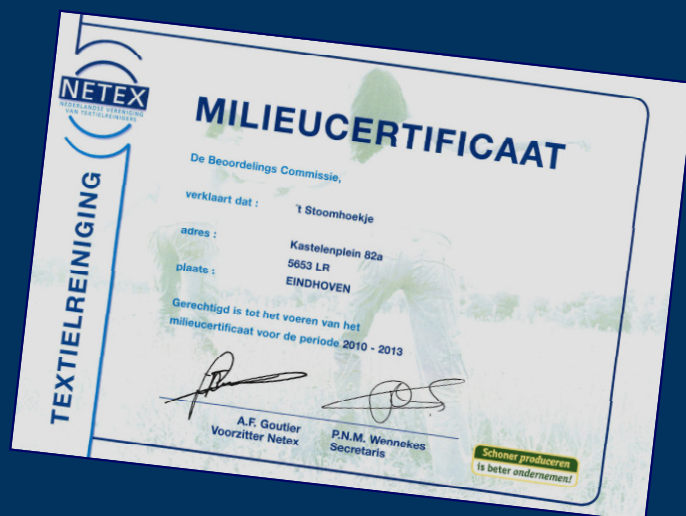 NETEX
NEDERLANDSE VERENIGING
VAN TEXTIELREINIGERS
TEXTIELREINIGING
MILIEUCERTIFICAAT
De Beoordelings Commissie,
verklaart dat : 't Stoomhoekje
adres : Kastelenplein 82a
5653 LR
plaats : EINDHOVEN
Gerechtigd is tot het voeren van het
milieucertificaat voor de periode 2010 - 2013
A.F. Goutier
Voorzitter Netex
P.N.M. Wennekes
Secretaris
Schoner produceren
is beter ondernemen!